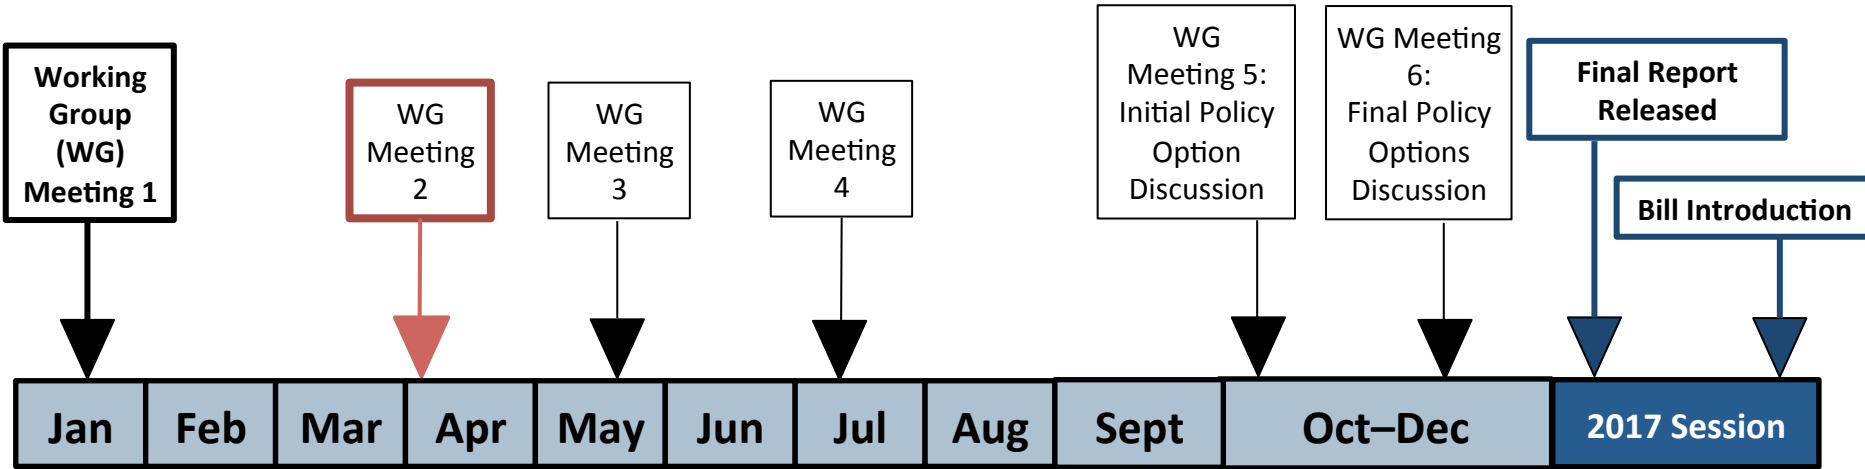 Working
Group
(WG)
Meeting 1
WG
Meeting
2
WG
Meeting
3
WG
Meeting
4
WG
Meeting 5:
Initial Policy
Option
Discussion
WG Meeting
6:
Final Policy
Options
Discussion
Final Report
Released
Bill Introduction
Jan
Feb
Mar
Apr
May
Jun
Jul
Aug
Sept
Oct–Dec
2017 Session